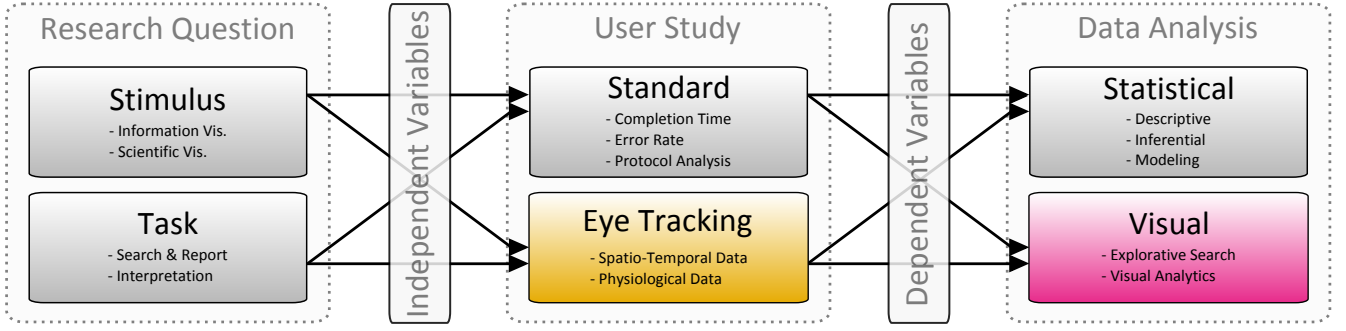 Research Question
Stimulus
- Information Vis.
- Scientific Vis.
Task
- Search & Report
- Interpretation
Independent Variables
User Study
Standard
- Completion Time
- Error Rate
- Protocol Analysis
Eye Tracking
- Spatio-Temporal Data
- Physiological Data
Dependent Variables
Data Analysis
Statistical
- Descriptive
- Inferential
- Modeling
Visual
- Explorative Search
- Visual Analytics